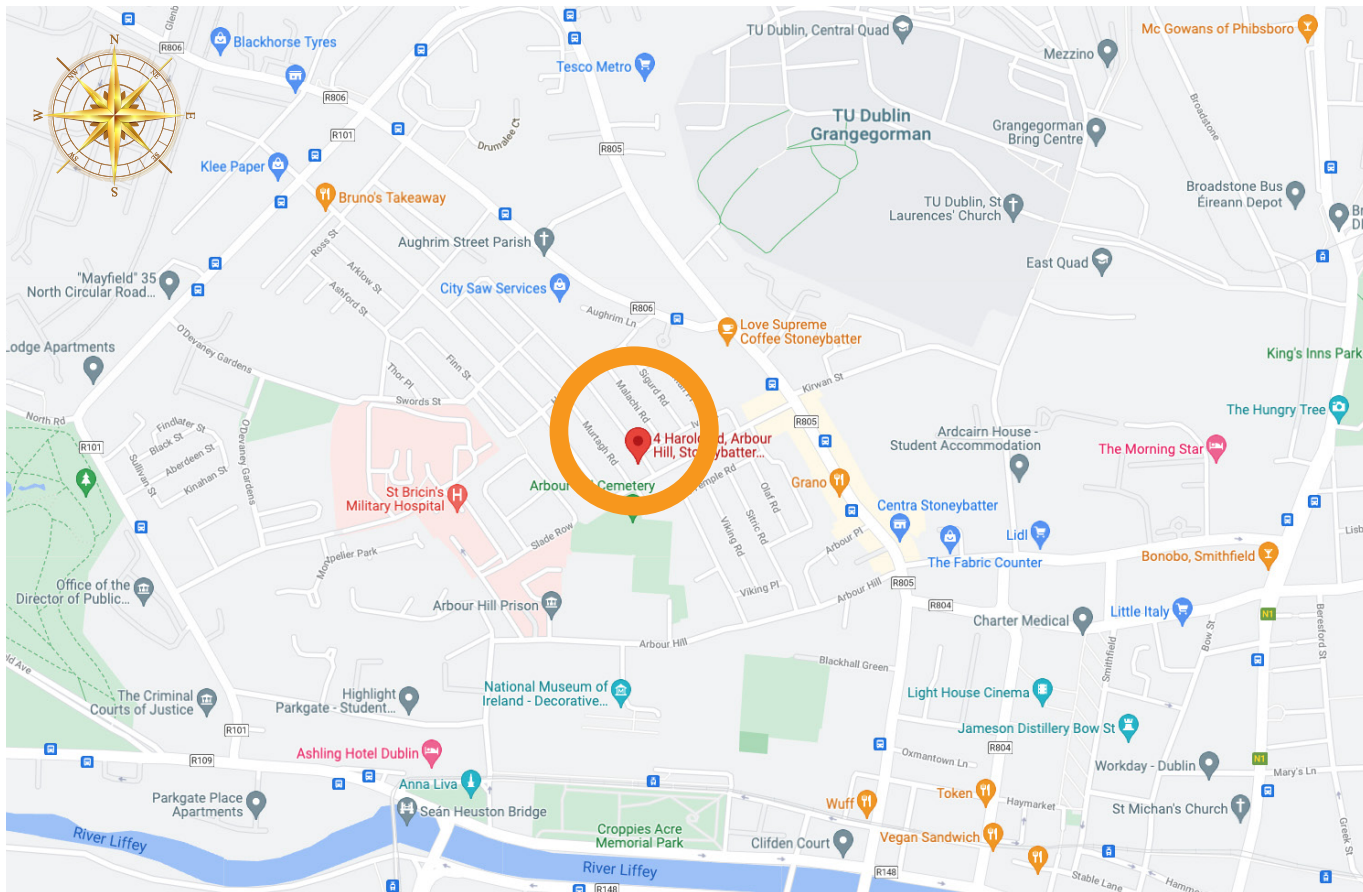 R806
Glenb
Blackhorse Tyres
R806
R806
R101
Tesco Metro
Drumalee Ct
R805
TU Dublin, Central Quad
Mezzino
Mc Gowans of Phibsboro
TU Dublin
Grangegorman
Grangegorman
Bring Centre
Broadstone
N
NE
E
SE
S
SW
W
NW
Klee Paper
Bruno's Takeaway
Aughrim Street Parish
TU Dublin, St
Laurences' Church
Broadstone Bus
Éireann Depot
Br
East Quad
"Mayfield" 35
North Circular Road...
Ross St
Arklow St
Ashford St
City Saw Services
R806
Aughrim Ln
Love Supreme
Coffee Stoneybatter
O'Devaney Gardens
Lodge Apartments
King's Inns Park
Thor Pl
Finn St
Swords St
Malachi Rd
Sigurd Rd
Murtagh Rd
Kirwan St
R805
The Hungry Tree
North Rd
R101
Findlater St
Black St
Aberdeen St
Sullivan St
Kinahan St
O'Devaney Gardens
4 Harold Rd, Arbour
Hill, Stoneybatter...
Ardcairn House -
Student Accommodation
The Morning Star
St Bricin's
Military Hospital
Cemetery
Grano
Olaf Rd
Sitric Rd
Viking Rd
Centra Stoneybatter
Lidl
The Fabric Counter
Lisb
Slade Row
Montpelier Park
Arbour Pl
Bonobo, Smithfield
Office of the
Director of Public...
Viking Pl
Arbour Hill
R805
Arbour Hill Prison
R804
Charter Medical
Little Italy
N1
Beresford St
Bow St
Arbour Hill
Smithfield
Blackhall Green
The Criminal
Courts of Justice
Highlight
Parkgate - Student...
National Museum of
Ireland - Decorative...
Light House Cinema
R101
Jameson Distillery Bow St
R109
Ashling Hotel Dublin
R804
Oxmantown Ln
Workday - Dublin
N1
Mary's Ln
Anna Liva
Parkgate Place
Apartments
Seán Heuston Bridge
Wuff
Token
Haymarket
St Michan's Church
Croppies Acre
Memorial Park
Clifden Court
Vegan Sandwich
Greek St
River Liffey
River Liffey
R148
R148
Stable Lane
Hamm